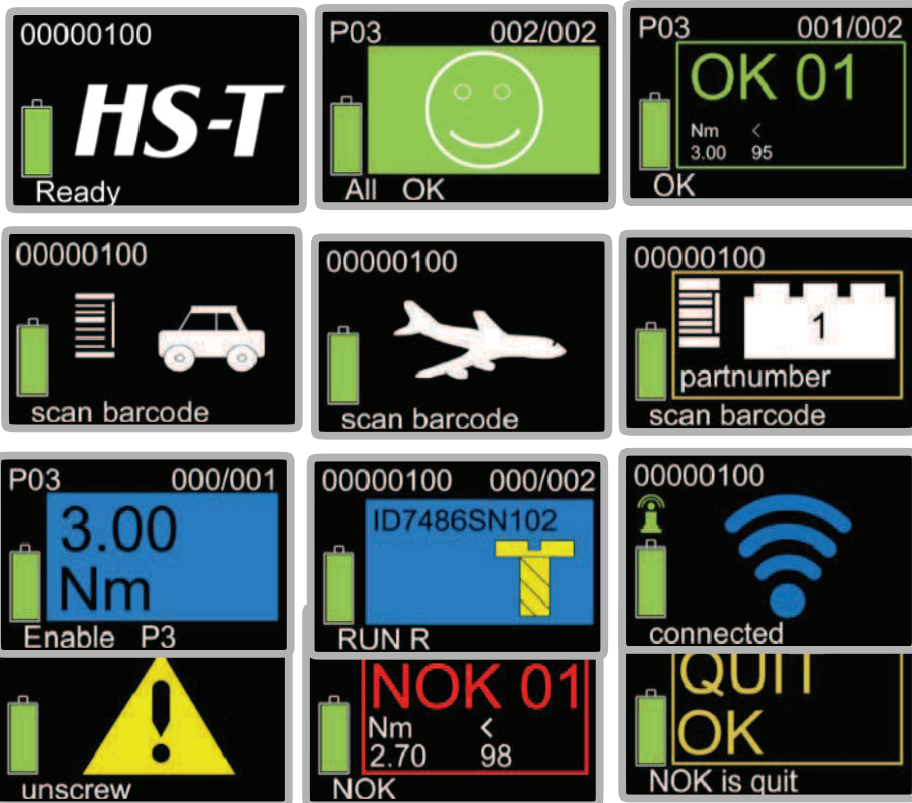 00000100
HS-T
Ready
P03 002/002
All OK
P03 001/002
OK 01
Nm <
3.00 95
OK
00000100
scan barcode
00000100
scan barcode
00000100
1
partnumber
scan barcode
P03 000/001
3.00
Nm
Enable P3
00000100 000/002
ID7486SN102
RUN R
00000100
connected
unscrew
NOK 01
Nm <
2.70 98
NOK
QUIT
OK
NOK is quit